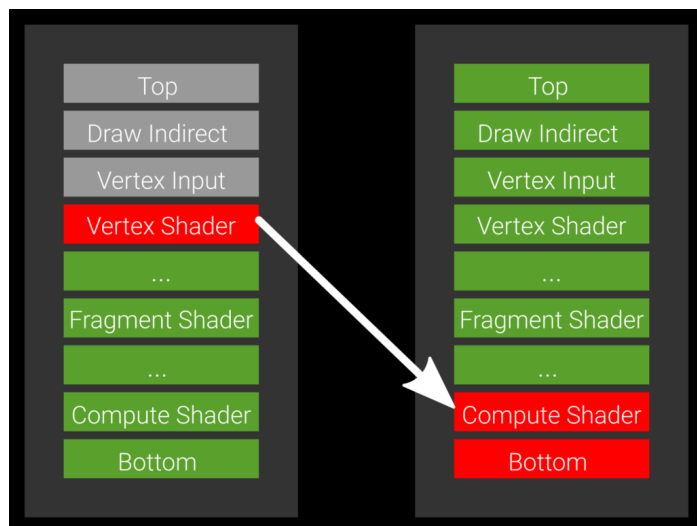 Top
Draw Indirect
Vertex Input
Vertex Shader
...
Fragment Shader
...
Compute Shader
Bottom
Top
Draw Indirect
Vertex Input
Vertex Shader
...
Fragment Shader
...
Compute Shader
Bottom